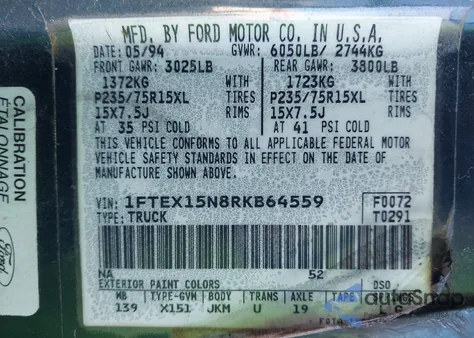 MFD. BY FORD MOTOR CO. IN U.S.A.
DATE: 05/94 GVWR: 6050LB/ 2744KG
FRONT GAWR: 3025LB REAR GAWR: 3800LB
1372KG WITH 1723KG WITH
P235/75R15XL TIRES P235/75R15XL TIRES
15X7.5J RIMS 15X7.5J RIMS
AT 35 PSI COLD AT 41 PSI COLD
THIS VEHICLE CONFORMS TO ALL APPLICABLE FEDERAL MOTOR
VEHICLE SAFETY STANDARDS IN EFFECT ON THE DATE OF
MANUFACTURE SHOWN ABOVE.
VIN: 1FTEX15N8RKB64559 F0072
TYPE: TRUCK T0291
NA 52
EXTERIOR PAINT COLORS DSO
WB TYPE-GVW BODY TRANS AXLE TAPE
139 X151 JKM U 19
CALIBRATION
ETALONNAGE
Ford
autoSnap